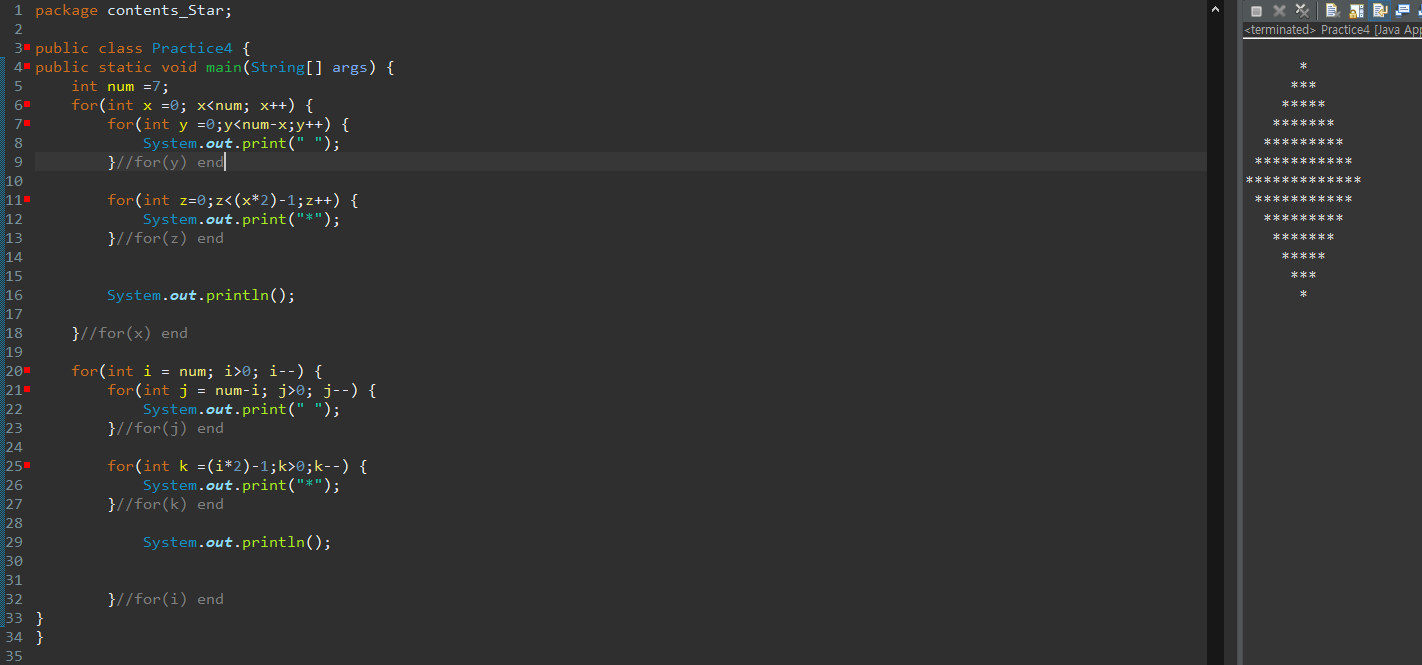 1 package contents_Star;
2
3 public class Practice4 {
4 public static void main(String[] args) {
5     int num =7;
6     for(int x =0; x<num; x++) {
7         for(int y =0;y<num-x;y++) {
8             System.out.print(" ");
9         }//for(y) end
10
11         for(int z=0;z<(x*2)-1;z++) {
12             System.out.print("*");
13         }//for(z) end
14
15
16         System.out.println();
17
18     }//for(x) end
19
20     for(int i = num; i>0; i--) {
21         for(int j = num-i; j>0; j--) {
22             System.out.print(" ");
23         }//for(j) end
24
25         for(int k =(i*2)-1;k>0;k--) {
26             System.out.print("*");
27         }//for(k) end
28
29             System.out.println();
30
31
32         }//for(i) end
33 }
34 }
35
<terminated> Practice4 [Java App
      *
     ***
    *****
   *******
  *********
 ***********
*************
 ***********
  *********
   *******
    *****
     ***
      *